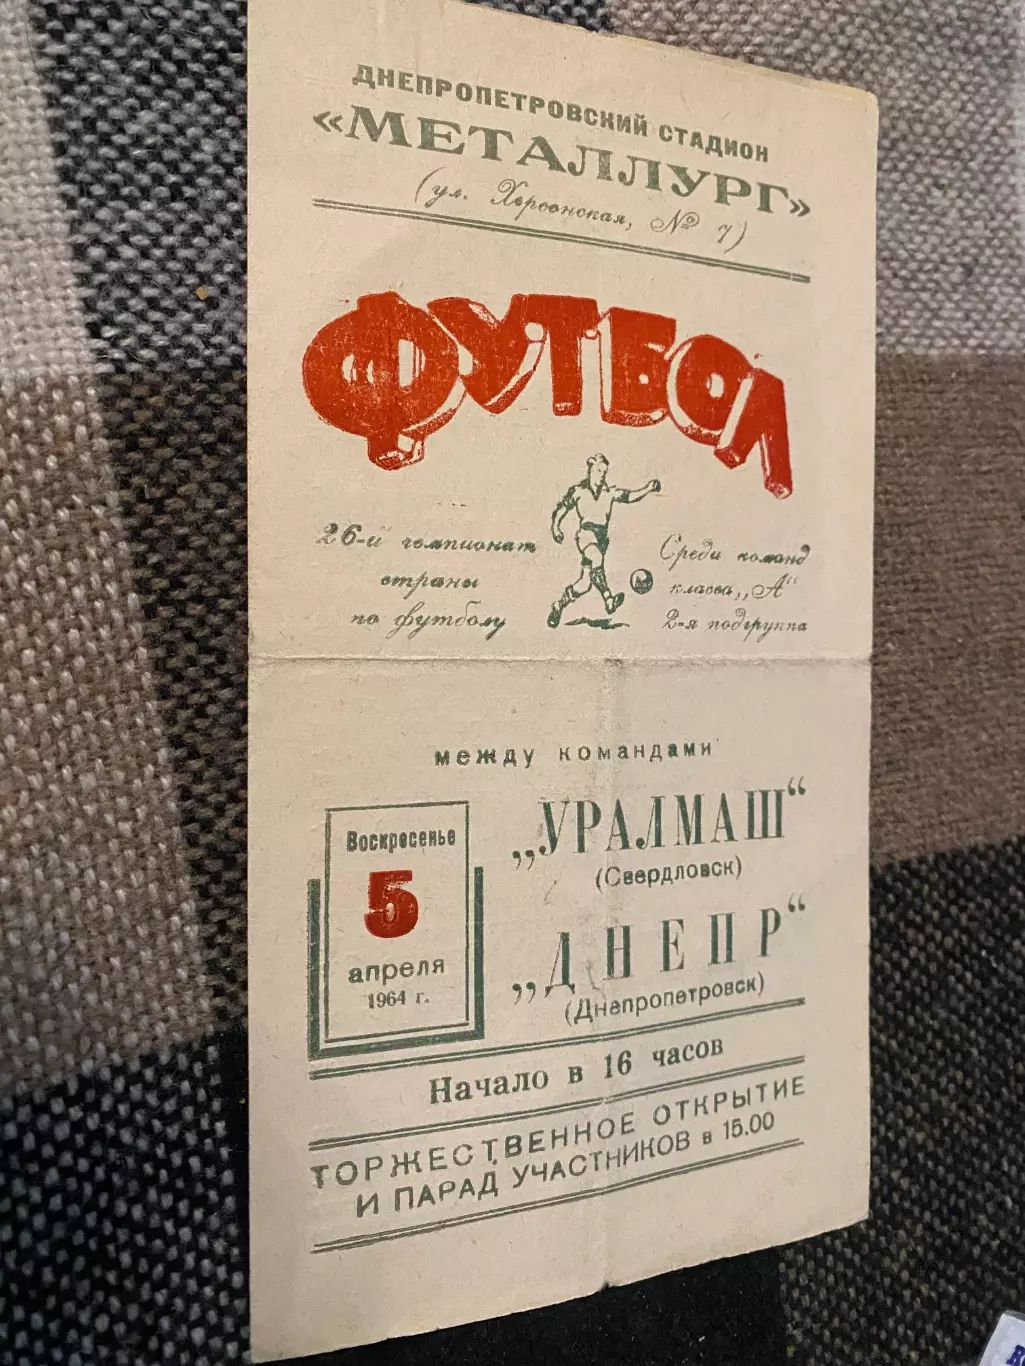 ДНЕПРОПЕТРОВСКИЙ СТАДИОН
«МЕТАЛЛУРГ»
(ул. Херсонская, № 7)
ФУТБОЛ
26-й чемпионат
страны
по футболу
Среди команд
класса „А“
2-я подгруппа
между командами
Воскресенье
5
апреля
1964 г.
„УРАЛМАШ“
(Свердловск)
„ДНЕПР“
(Днепропетровск)
Начало в 16 часов
ТОРЖЕСТВЕННОЕ ОТКРЫТИЕ
И ПАРАД УЧАСТНИКОВ в 15.00